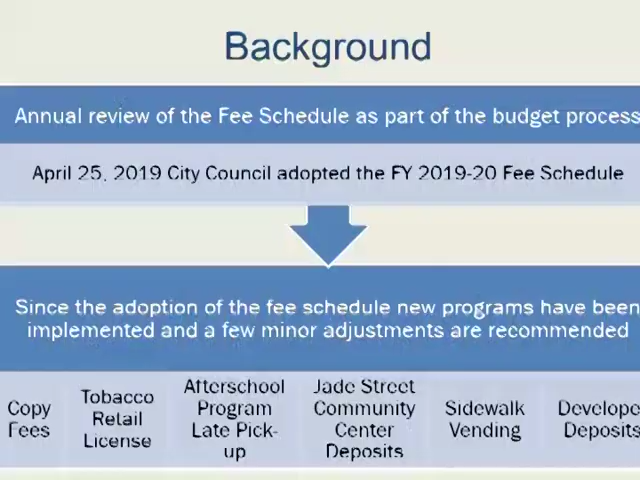 Background
Annual review of the Fee Schedule as part of the budget process
April 25, 2019 City Council adopted the FY 2019-20 Fee Schedule
Since the adoption of the fee schedule new programs have been
implemented and a few minor adjustments are recommended
Copy
Fees
Tobacco
Retail
License
Afterschool
Program
Late Pick-
up
Jade Street
Community
Center
Deposits
Sidewalk
Vending
Develope
Deposits